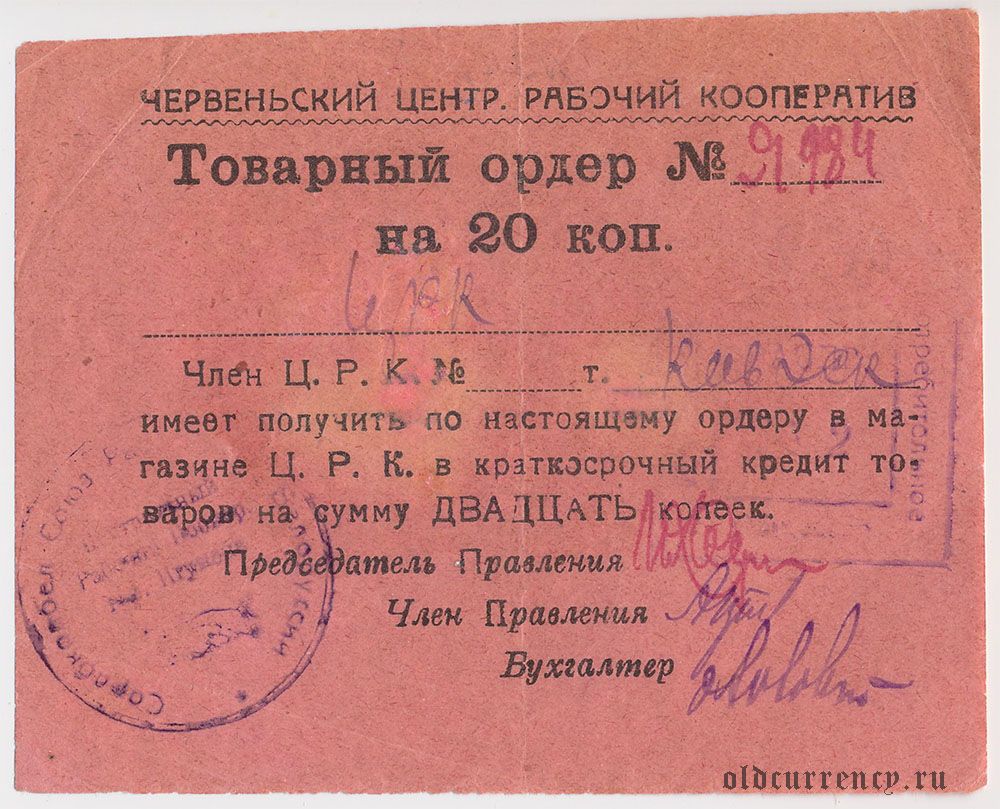 ЧЕРВЕНЬСКИЙ ЦЕНТР. РАБОЧИЙ КООПЕРАТИВ
Товарный ордер №
на 20 коп.
Член Ц. Р. К. № т.
имеет получить по настоящему ордеру в ма-
газине Ц. Р. К. в краткосрочный кредит то-
варов на сумму ДВАДЦАТЬ копеек.
Председатель Правления
Член Правления
Бухгалтер
Союз
oldcurrency.ru